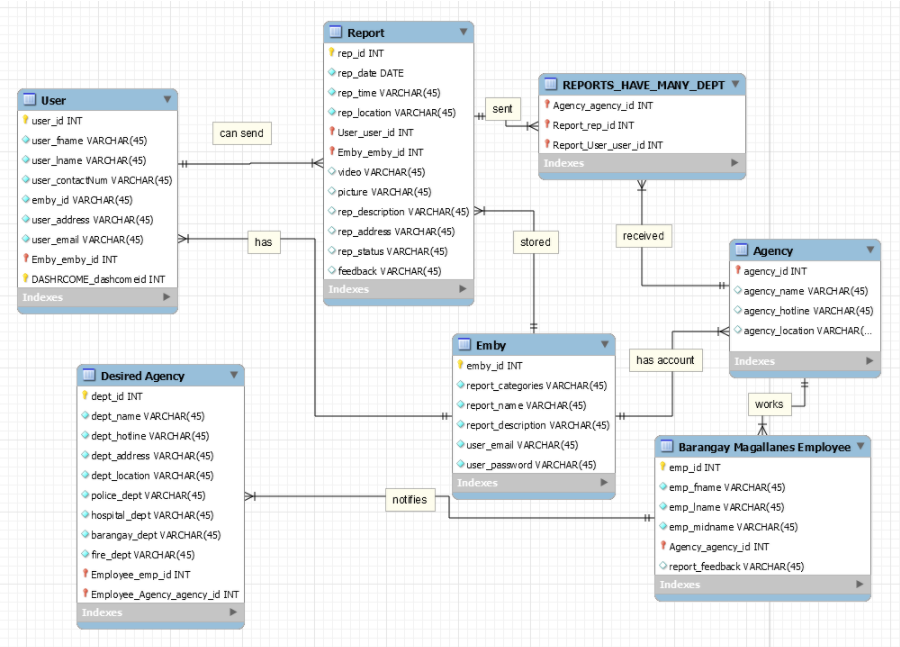 Report
rep_id INT
rep_date DATE
rep_time VARCHAR(45)
rep_location VARCHAR(45)
User_user_id INT
Emby_emby_id INT
video VARCHAR(45)
picture VARCHAR(45)
rep_description VARCHAR(45)
rep_address VARCHAR(45)
rep_status VARCHAR(45)
feedback VARCHAR(45)
Indexes
REPORTS_HAVE_MANY_DEPT
Agency_agency_id INT
Report_rep_id INT
Report_User_user_id INT
Indexes
User
user_id INT
user_fname VARCHAR(45)
user_lname VARCHAR(45)
user_contactNum VARCHAR(45)
emby_id VARCHAR(45)
user_address VARCHAR(45)
user_email VARCHAR(45)
Emby_emby_id INT
DASHRCOME_dashcomeid INT
Indexes
can send
sent
has
stored
received
Agency
agency_id INT
agency_name VARCHAR(45)
agency_hotline VARCHAR(45)
agency_location VARCHAR(...
Indexes
Emby
emby_id INT
report_categories VARCHAR(45)
report_name VARCHAR(45)
report_description VARCHAR(45)
user_email VARCHAR(45)
user_password VARCHAR(45)
Indexes
has account
works
Desired Agency
dept_id INT
dept_name VARCHAR(45)
dept_hotline VARCHAR(45)
dept_address VARCHAR(45)
dept_location VARCHAR(45)
police_dept VARCHAR(45)
hospital_dept VARCHAR(45)
barangay_dept VARCHAR(45)
fire_dept VARCHAR(45)
Employee_emp_id INT
Employee_Agency_agency_id INT
Indexes
notifies
Barangay Magallanes Employee
emp_id INT
emp_fname VARCHAR(45)
emp_lname VARCHAR(45)
emp_midname VARCHAR(45)
Agency_agency_id INT
report_feedback VARCHAR(45)
Indexes